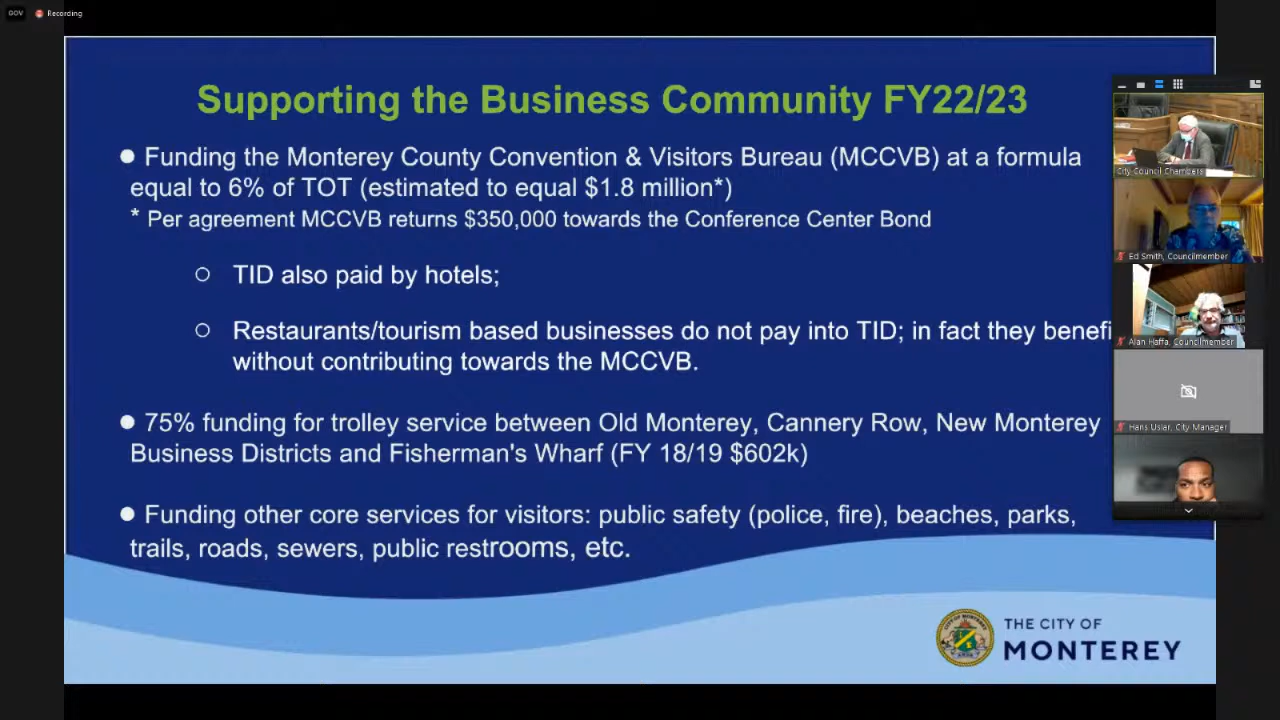 GOV Recording
Supporting the Business Community FY22/23
● Funding the Monterey County Convention & Visitors Bureau (MCCVB) at a formula
equal to 6% of TOT (estimated to equal $1.8 million*)
* Per agreement MCCVB returns $350,000 towards the Conference Center Bond
○ TID also paid by hotels;
○ Restaurants/tourism based businesses do not pay into TID; in fact they benefi
without contributing towards the MCCVB.
● 75% funding for trolley service between Old Monterey, Cannery Row, New Monterey
Business Districts and Fisherman's Wharf (FY 18/19 $602k)
● Funding other core services for visitors: public safety (police, fire), beaches, parks,
trails, roads, sewers, public restrooms, etc.
City Council Chambers
Ed Smith, Councilmember
Alan Haffa, Councilmember
Hans Uslar, City Manager
THE CITY OF
MONTEREY